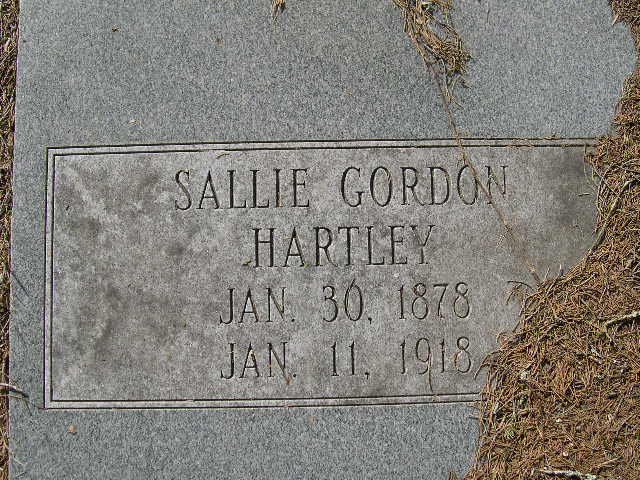 SALLIE GORDON
HARTLEY
JAN. 30, 1878
JAN. 11, 1918